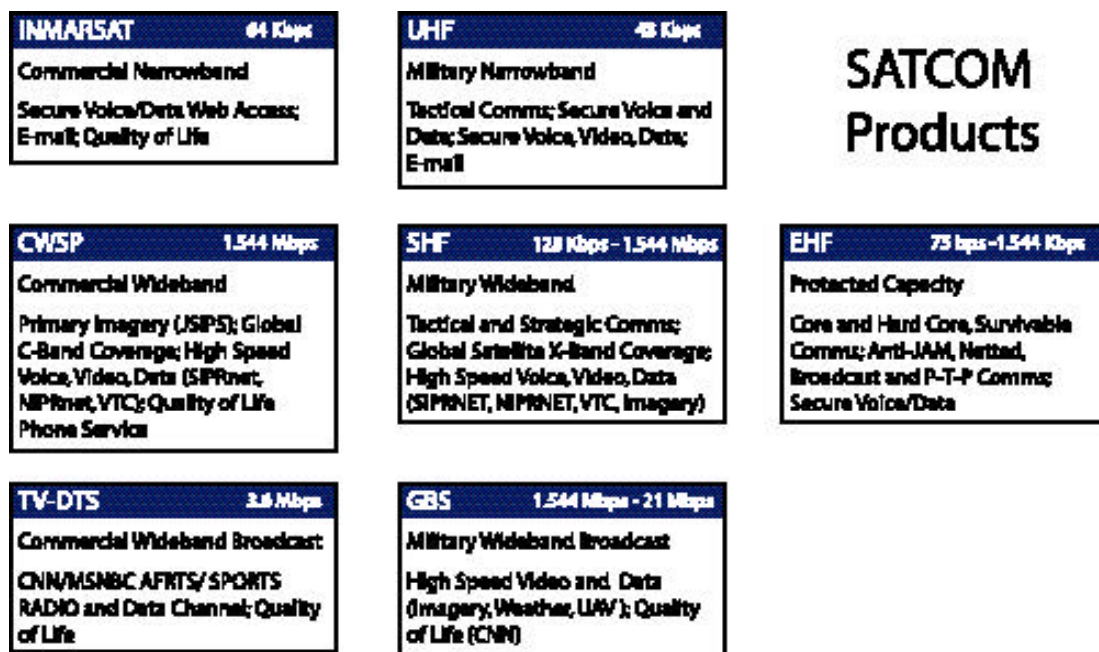 INMARSAT 64 Kbps
Commercial Narrowband
Secure Voice/Data Web Access;
E-mail; Quality of Life
UHF 48 Kbps
Military Narrowband
Tactical Comms; Secure Voice and
Data; Secure Voice, Video, Data;
E-mail
SATCOM
Products
CWSP 1.544 Mbps
Commercial Wideband
Primary Imagery (JSIPS); Global
C-Band Coverage; High Speed
Voice, Video, Data (SIPRnet,
NIPRnet, VTC); Quality of Life
Phone Service
SHF 128 Kbps - 1.544 Mbps
Military Wideband
Tactical and Strategic Comms;
Global Satellite X-Band Coverage;
High Speed Voice, Video, Data
(SIPRNET, NIPRNET, VTC, Imagery)
EHF 75 bps -1.544 Kbps
Protected Capacity
Core and Hard Core, Survivable
Comms; Anti-JAM, Netted,
Broadcast and P-T-P Comms;
Secure Voice/Data
TV-DTS 3.6 Mbps
Commercial Wideband Broadcast
CNN/MSNBC AFRTS/ SPORTS
RADIO and Data Channel; Quality
of Life
GBS 1.544 Mbps - 21 Mbps
Military Wideband Broadcast
High Speed Video and Data
(Imagery, Weather, UAV ); Quality
of Life (CNN)